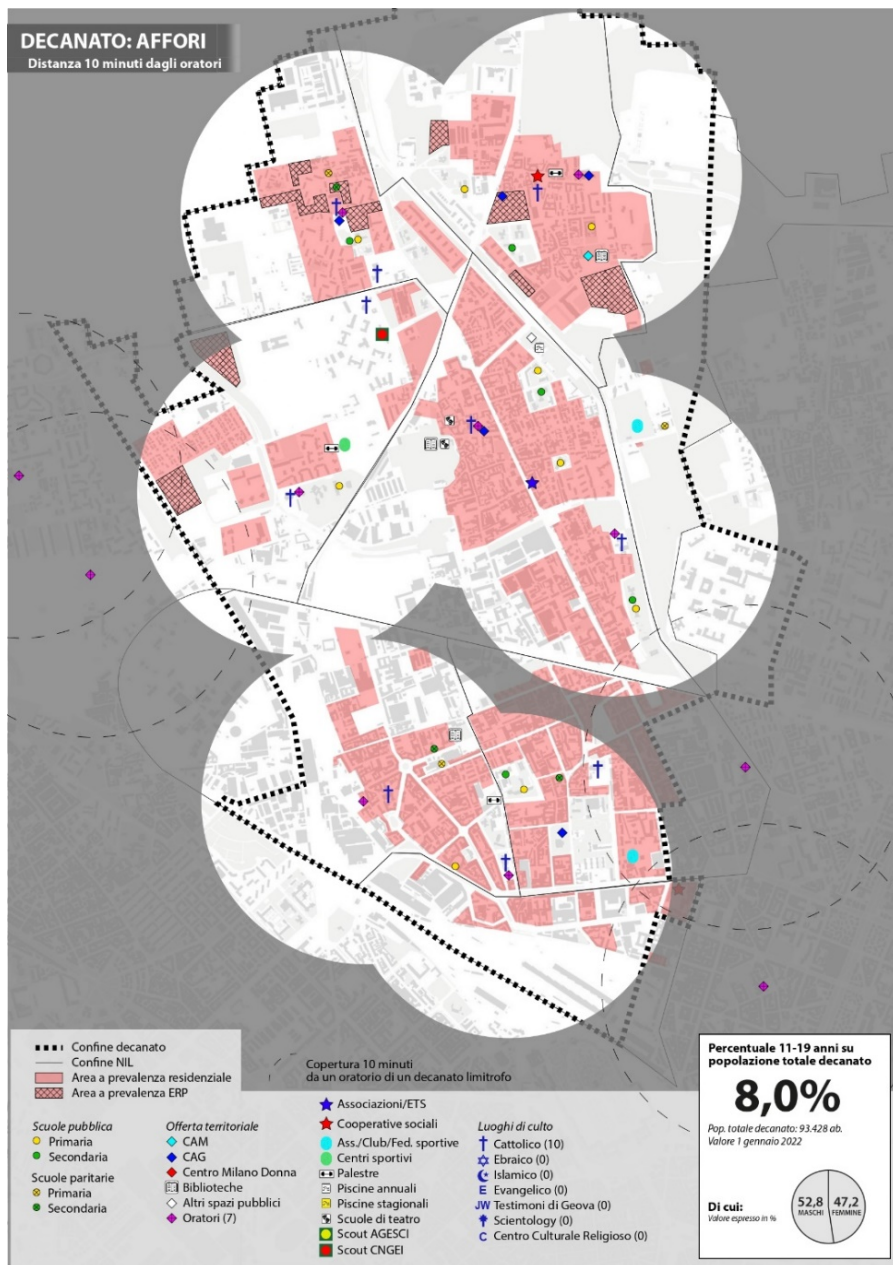 DECANATO: AFFORI
Distanza 10 minuti dagli oratori
Confine decanato
Confine NIL
Area a prevalenza residenziale
Area a prevalenza ERP
Scuole pubblica
Primaria
Secondaria
Scuole paritarie
Primaria
Secondaria
Offerta territoriale
CAM
CAG
Centro Milano Donna
Biblioteche
Altri spazi pubblici
Oratori (7)
Copertura 10 minuti
da un oratorio di un decanato limitrofo
Associazioni/ETS
Cooperative sociali
Ass./Club/Fed. sportive
Centri sportivi
Palestre
Piscine annuali
Piscine stagionali
Scuole di teatro
Scout AGESCI
Scout CNGEI
Luoghi di culto
Cattolico (10)
Ebraico (0)
Islamico (0)
E Evangelico (0)
JW Testimoni di Geova (0)
Scientology (0)
C Centro Culturale Religioso (0)
Percentuale 11-19 anni su
popolazione totale decanato
8,0%
Pop. totale decanato: 93.428 ab.
Valore 1 gennaio 2022
Di cui:
Valore espresso in %
52,8
MASCHI
47,2
FEMMINE